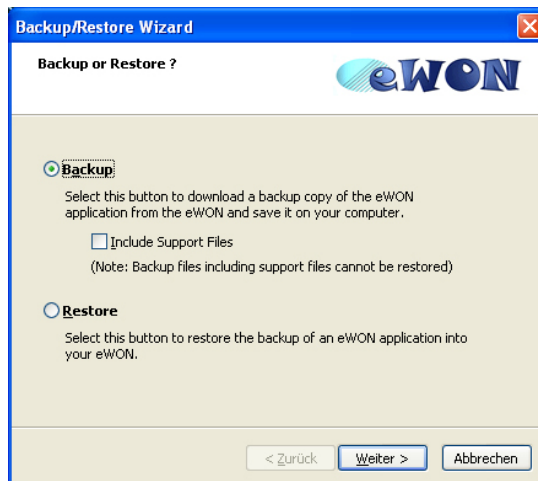 Backup/Restore Wizard
Backup or Restore ?
eWON
Backup
Select this button to download a backup copy of the eWON
application from the eWON and save it on your computer.
Include Support Files
(Note: Backup files including support files cannot be restored)
Restore
Select this button to restore the backup of an eWON application into
your eWON.
< Zurück
Weiter >
Abbrechen